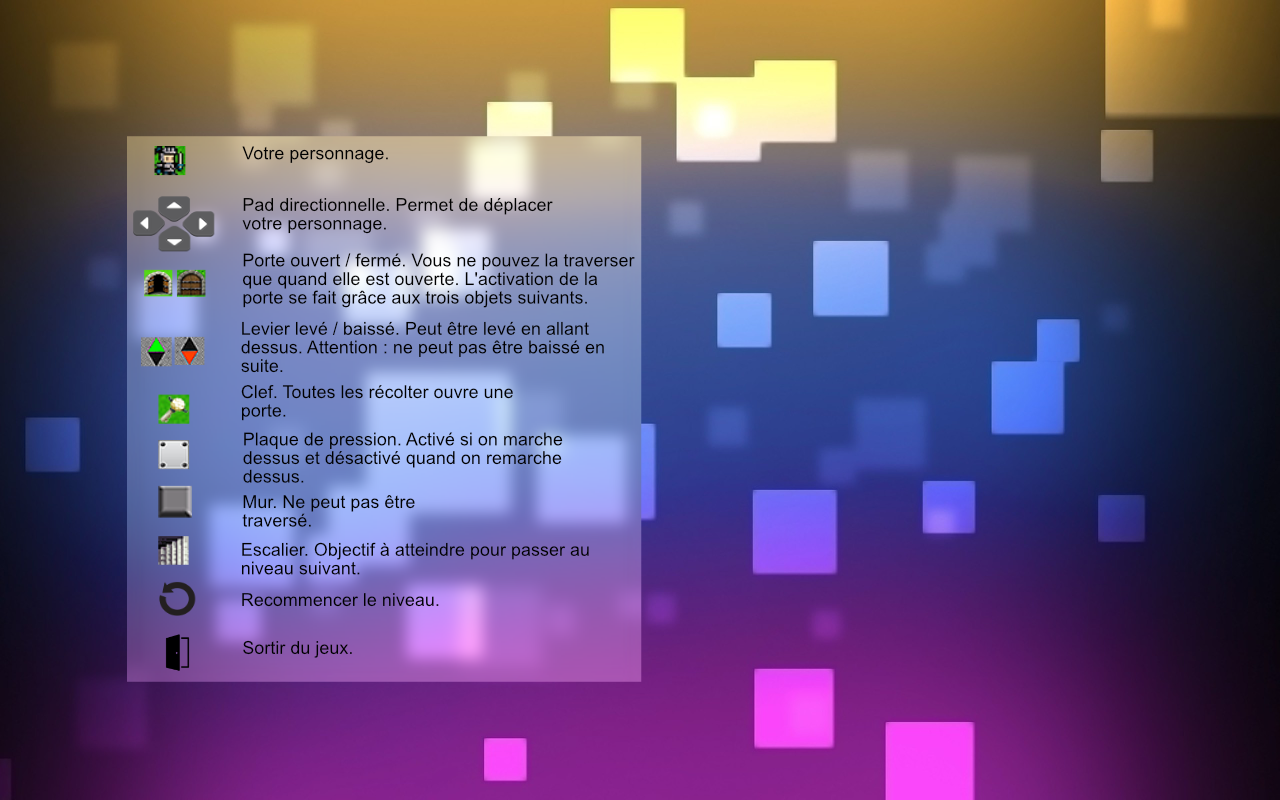 Votre personnage.
Pad directionnelle. Permet de déplacer
votre personnage.
Porte ouvert / fermé. Vous ne pouvez la traverser
que quand elle est ouverte. L'activation de la
porte se fait grâce aux trois objets suivants.
Levier levé / baissé. Peut être levé en allant
dessus. Attention : ne peut pas être baissé en
suite.
Clef. Toutes les récolter ouvre une
porte.
Plaque de pression. Activé si on marche
dessus et désactivé quand on remarche
dessus.
Mur. Ne peut pas être
traversé.
Escalier. Objectif à atteindre pour passer au
niveau suivant.
Recommencer le niveau.
Sortir du jeux.